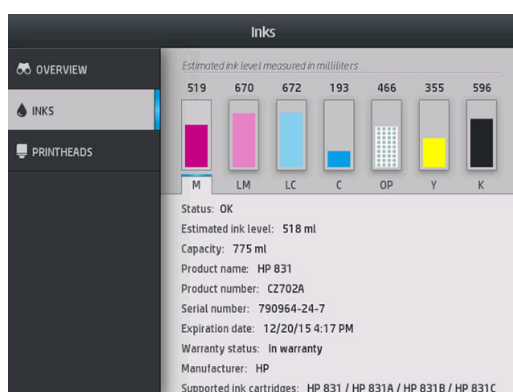 Inks
OVERVIEW
INKS
PRINTHEADS
Estimated ink level measured in milliliters
519 670 672 193 466 355 596
M LM LC C OP Y K
Status: OK
Estimated ink level: 518 ml
Capacity: 775 ml
Product name: HP 831
Product number: CZ702A
Serial number: 790964-24-7
Expiration date: 12/20/15 4:17 PM
Warranty status: In warranty
Manufacturer: HP
Supported ink cartridges: HP 831 / HP 831A / HP 831B / HP 831C